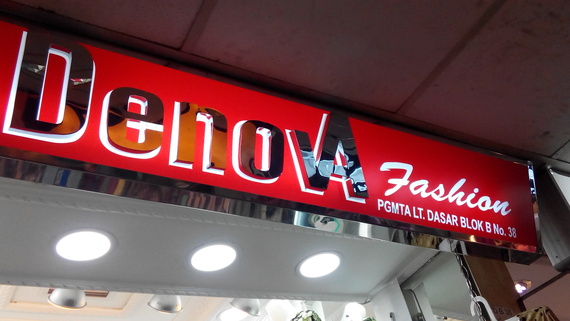 DenoVA
Fashion
PGMTA LT. DASAR BLOK B No. 38